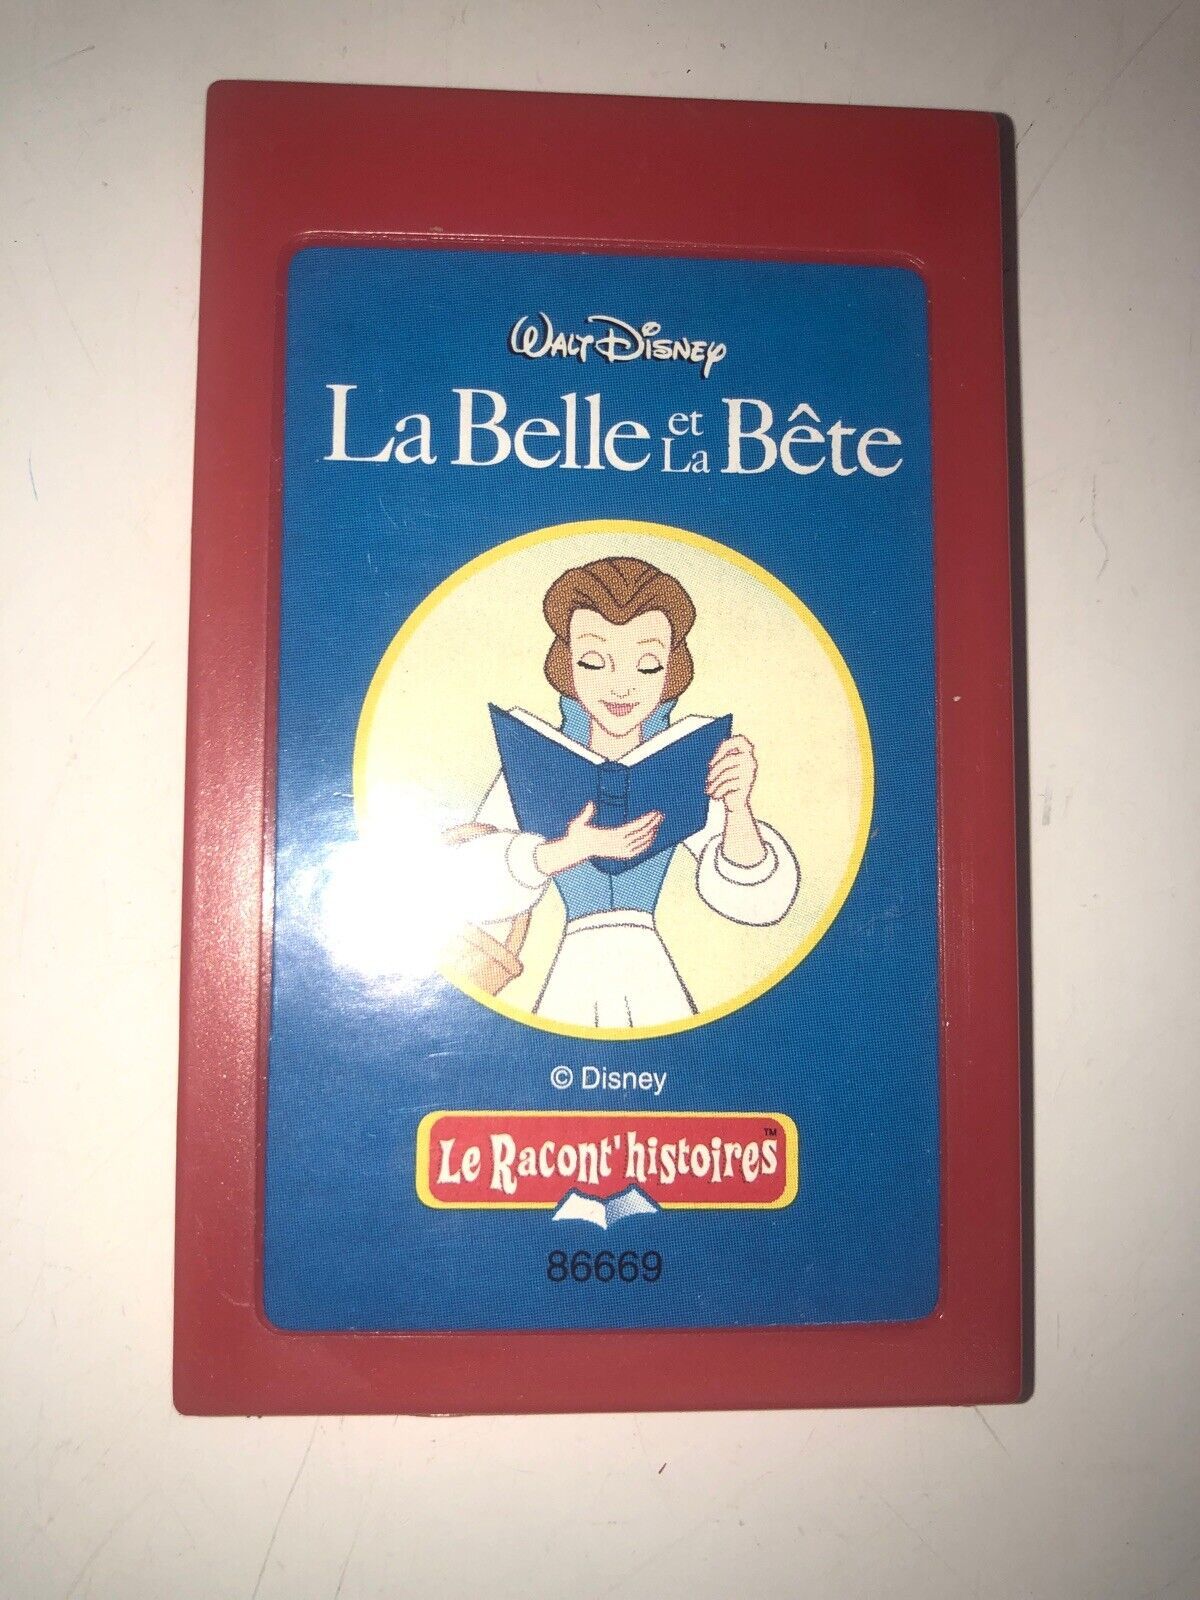 Walt Disney
La Belle et La Bête
© Disney
Le Racont'histoires™
86669